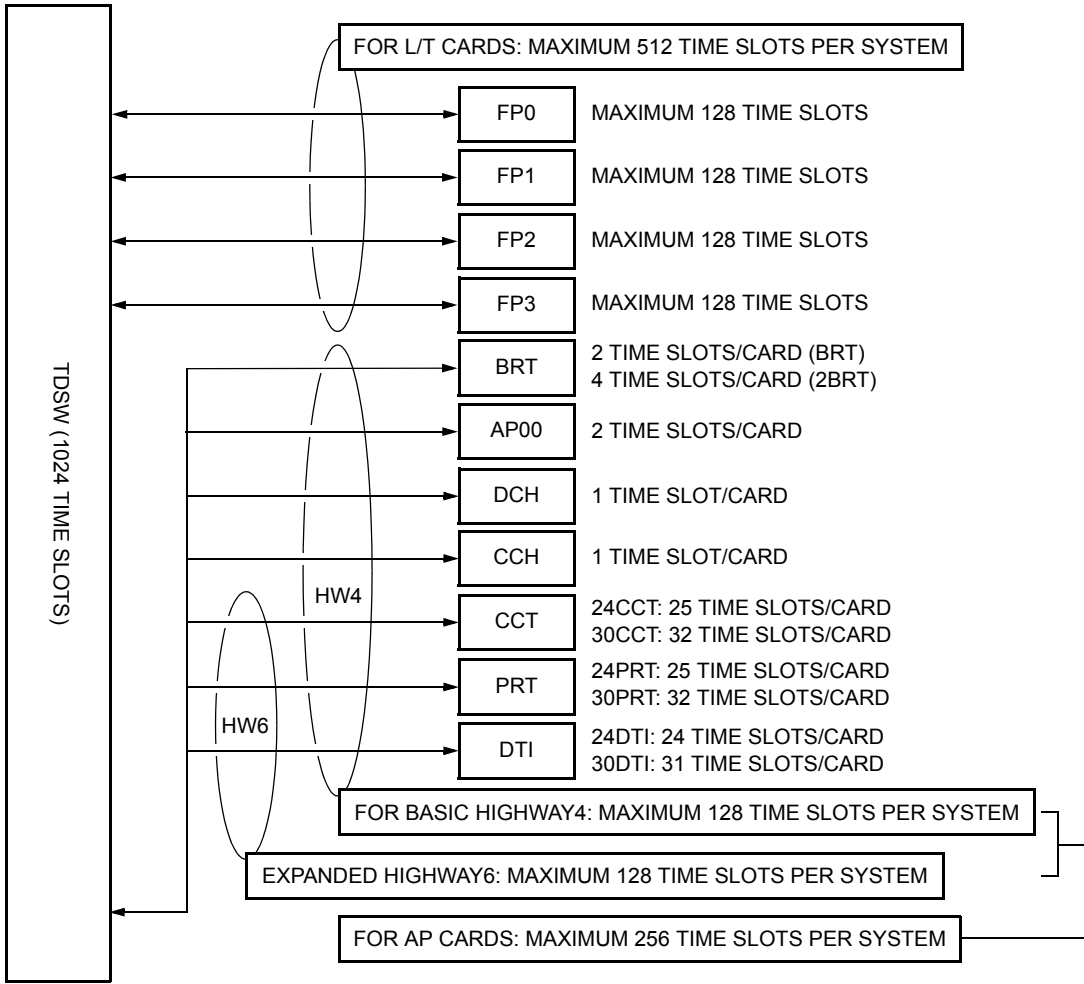 FOR L/T CARDS: MAXIMUM 512 TIME SLOTS PER SYSTEM
TDSW (1024 TIME SLOTS)
FP0
MAXIMUM 128 TIME SLOTS
FP1
MAXIMUM 128 TIME SLOTS
FP2
MAXIMUM 128 TIME SLOTS
FP3
MAXIMUM 128 TIME SLOTS
BRT
2 TIME SLOTS/CARD (BRT)
4 TIME SLOTS/CARD (2BRT)
AP00
2 TIME SLOTS/CARD
DCH
1 TIME SLOT/CARD
CCH
1 TIME SLOT/CARD
HW4
CCT
24CCT: 25 TIME SLOTS/CARD
30CCT: 32 TIME SLOTS/CARD
PRT
24PRT: 25 TIME SLOTS/CARD
30PRT: 32 TIME SLOTS/CARD
HW6
DTI
24DTI: 24 TIME SLOTS/CARD
30DTI: 31 TIME SLOTS/CARD
FOR BASIC HIGHWAY4: MAXIMUM 128 TIME SLOTS PER SYSTEM
EXPANDED HIGHWAY6: MAXIMUM 128 TIME SLOTS PER SYSTEM
FOR AP CARDS: MAXIMUM 256 TIME SLOTS PER SYSTEM